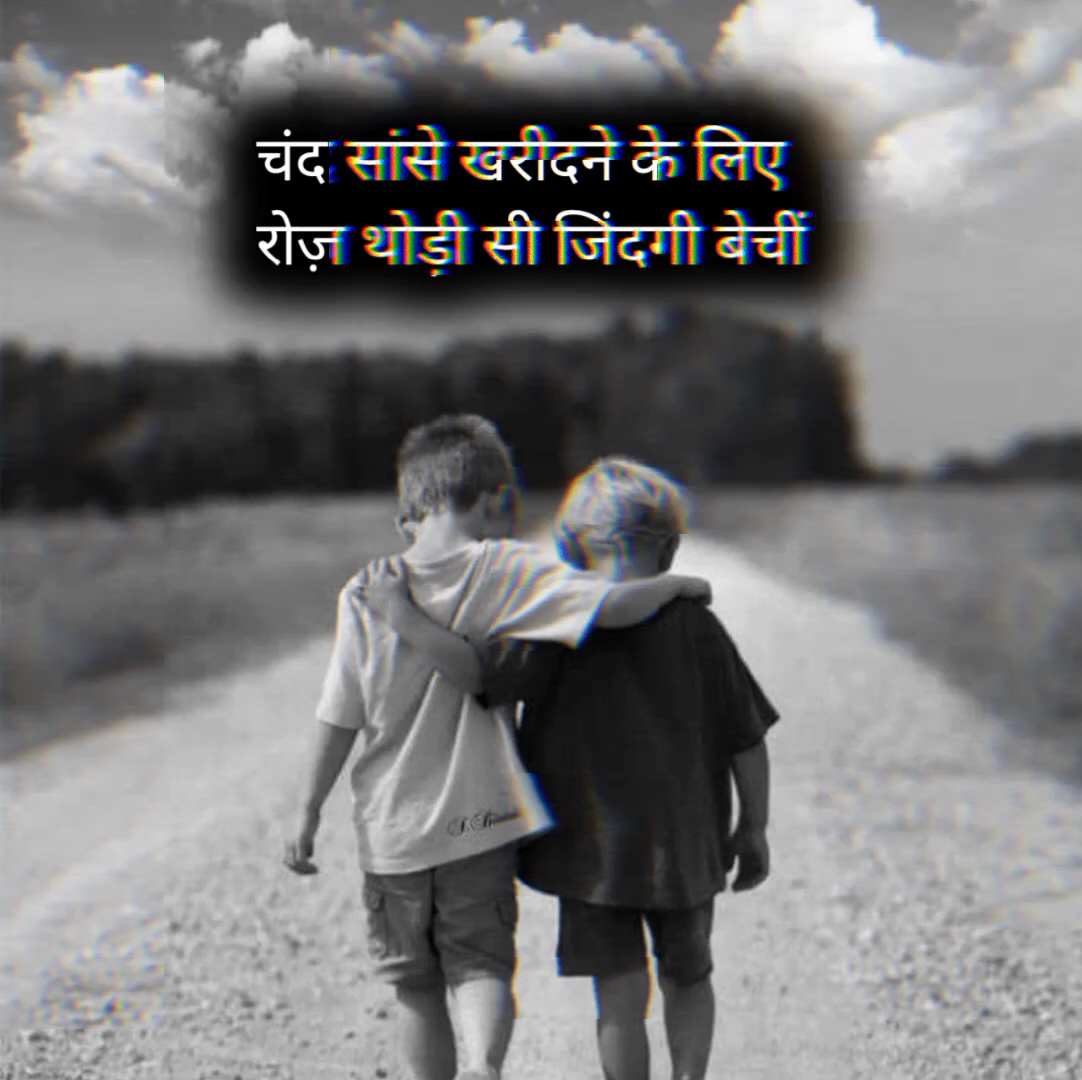 चंद सांसे खरीदने के लिए
रोज़ थोड़ी सी जिंदगी बेचीं